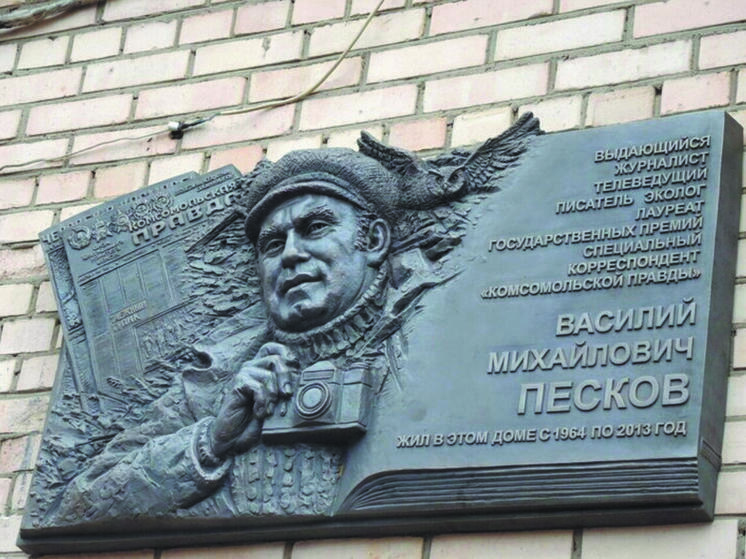 КОМСОМОЛЬСКАЯ
ПРАВДА
ВЫДАЮЩИЙСЯ
ЖУРНАЛИСТ
ТЕЛЕВЕДУЩИЙ
ПИСАТЕЛЬ ЭКОЛОГ
ЛАУРЕАТ
ГОСУДАРСТВЕННЫХ ПРЕМИЙ
СПЕЦИАЛЬНЫЙ
КОРРЕСПОНДЕНТ
«КОМСОМОЛЬСКОЙ ПРАВДЫ»
ВАСИЛИЙ
МИХАЙЛОВИЧ
ПЕСКОВ
ЖИЛ В ЭТОМ ДОМЕ С 1964 ПО 2013 ГОД